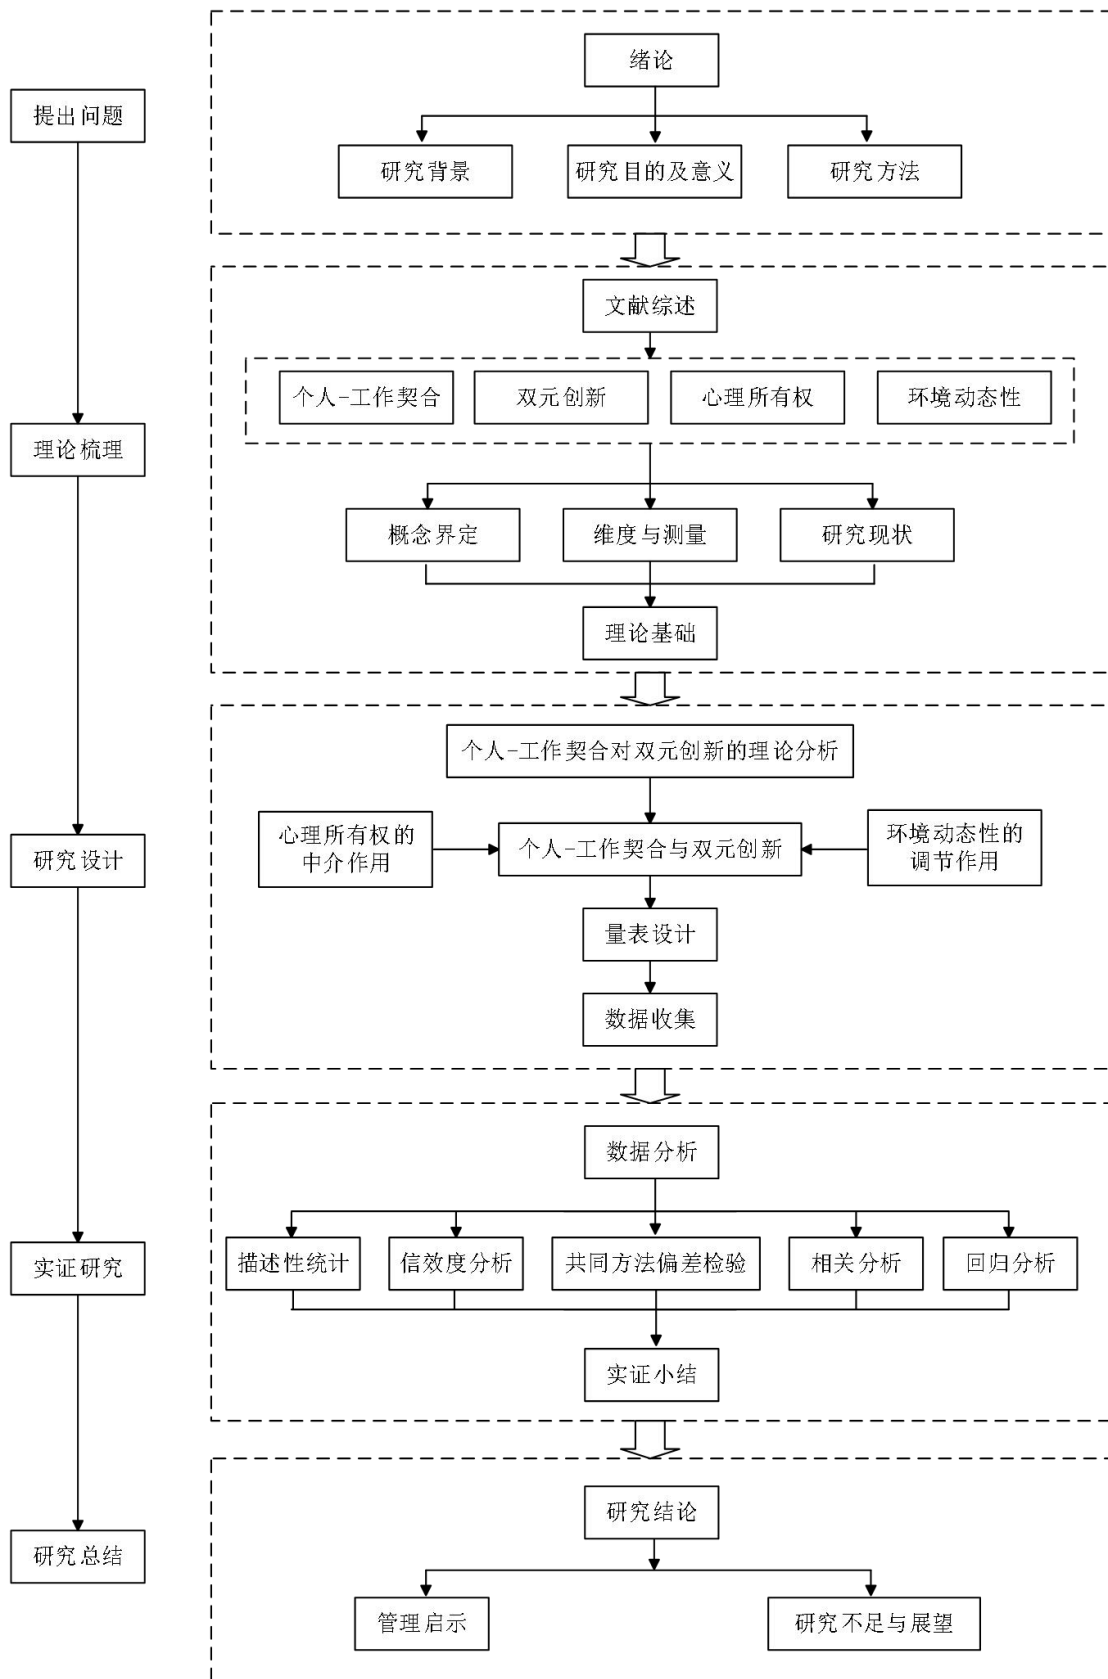 绪论
提出问题
研究背景
研究目的及意义
研究方法
文献综述
个人-工作契合
双元创新
心理所有权
环境动态性
理论梳理
概念界定
维度与测量
研究现状
理论基础
个人-工作契合对双元创新的理论分析
心理所有权的
中介作用
个人-工作契合与双元创新
环境动态性的
调节作用
研究设计
量表设计
数据收集
数据分析
实证研究
描述性统计
信效度分析
共同方法偏差检验
相关分析
回归分析
实证小结
研究结论
研究总结
管理启示
研究不足与展望